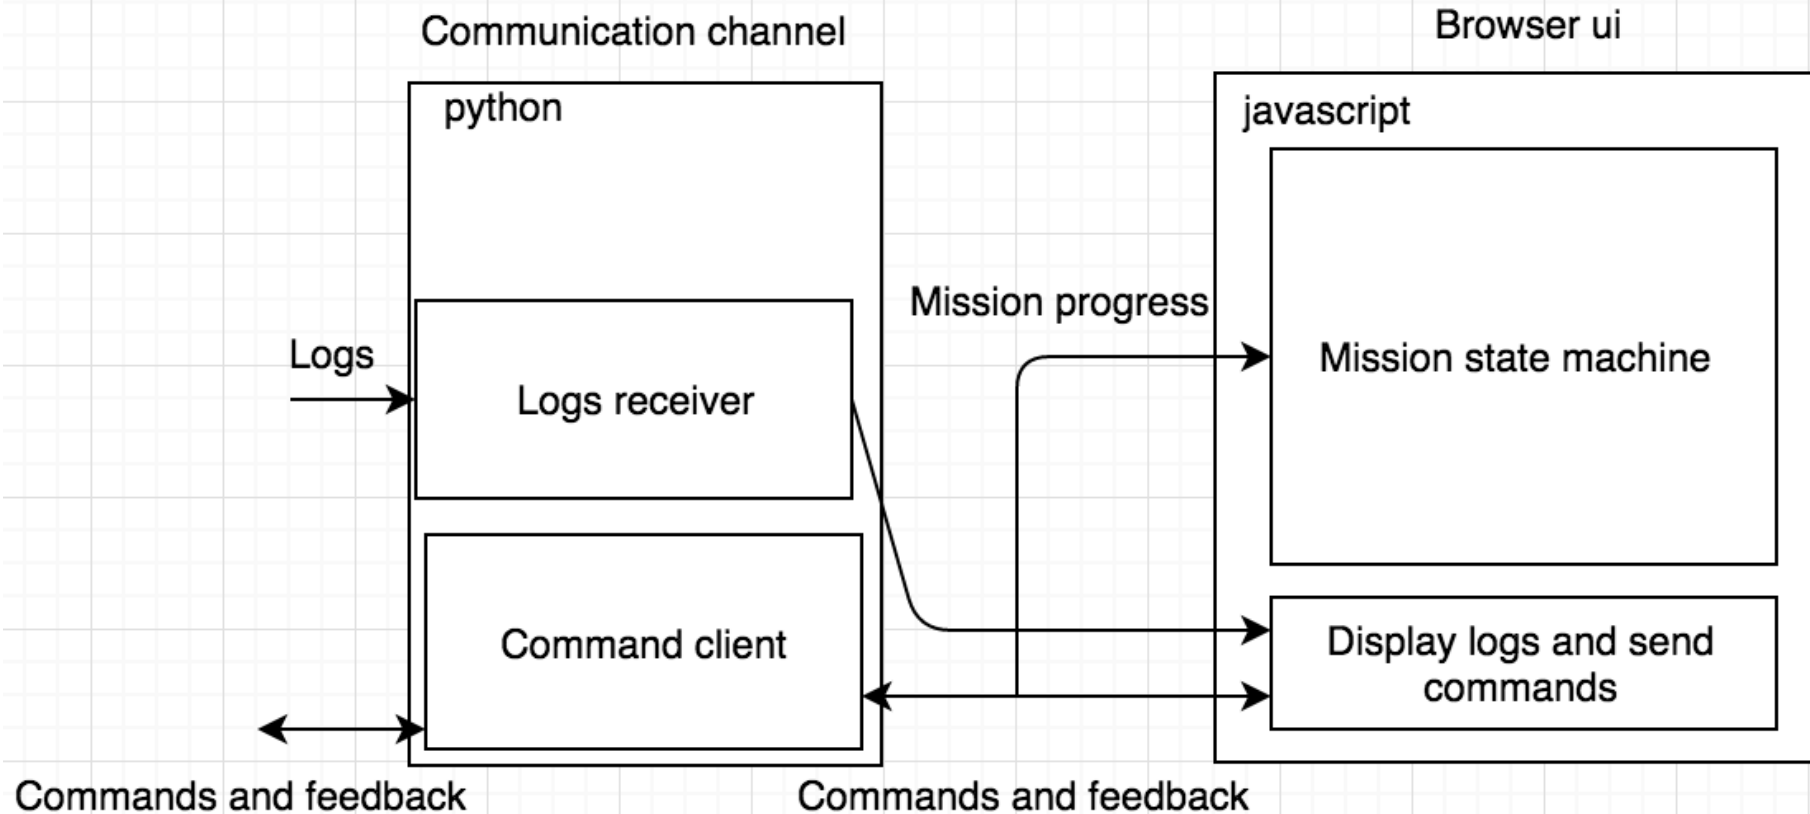 Communication channel
Browser ui
python
javascript
Mission progress
Logs
Mission state machine
Logs receiver
Command client
Display logs and send
commands
Commands and feedback
Commands and feedback